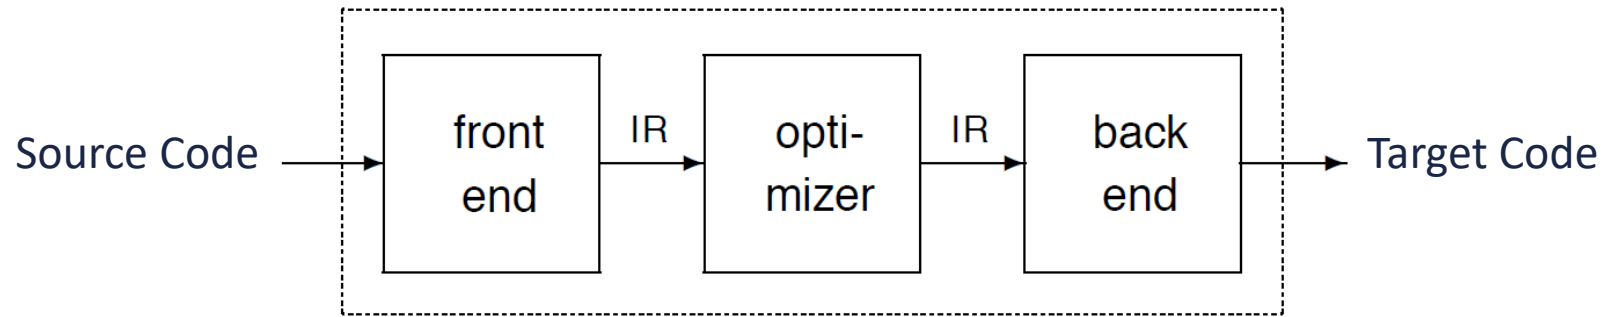 Source Code
front
end
IR
opti-
mizer
IR
back
end
Target Code